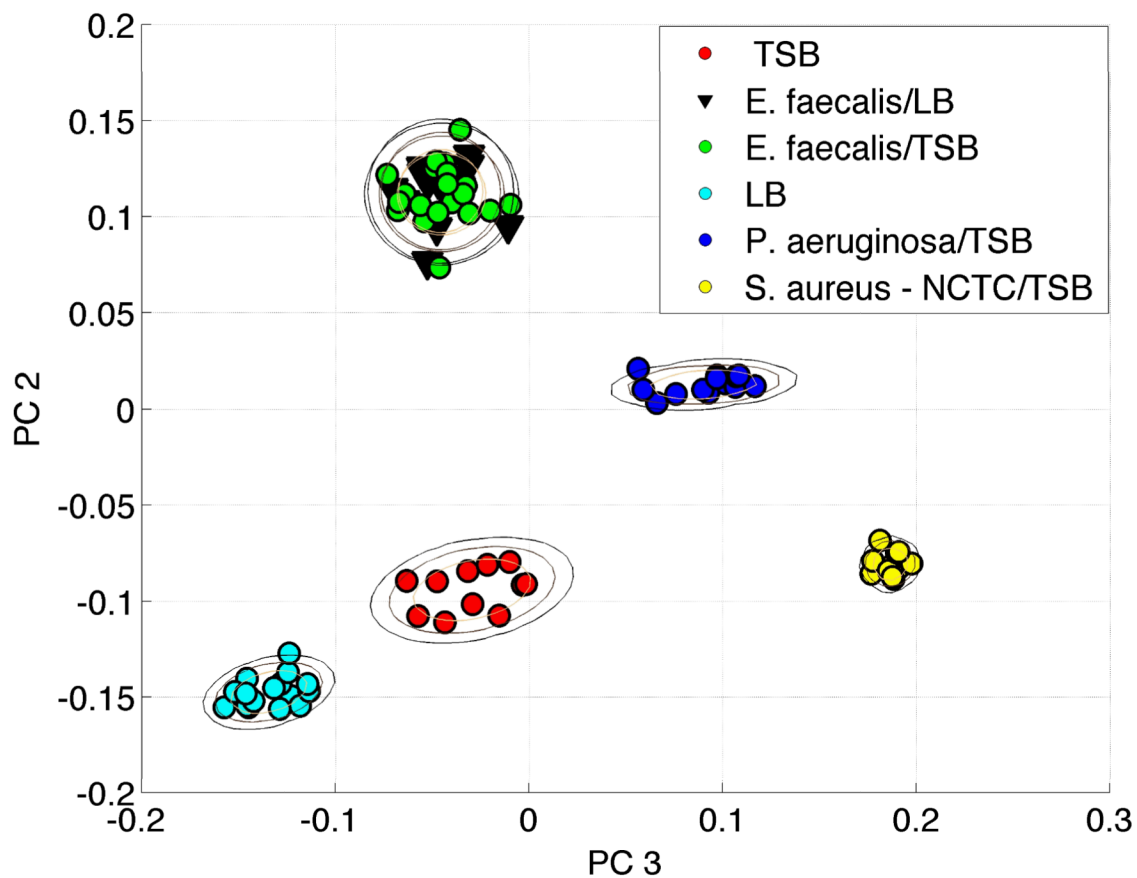 TSB
E. faecalis/LB
E. faecalis/TSB
LB
P. aeruginosa/TSB
S. aureus - NCTC/TSB
0.2
0.15
0.1
0.05
0
-0.05
-0.1
-0.15
-0.2
PC 2
-0.2 -0.1 0 0.1 0.2 0.3
PC 3